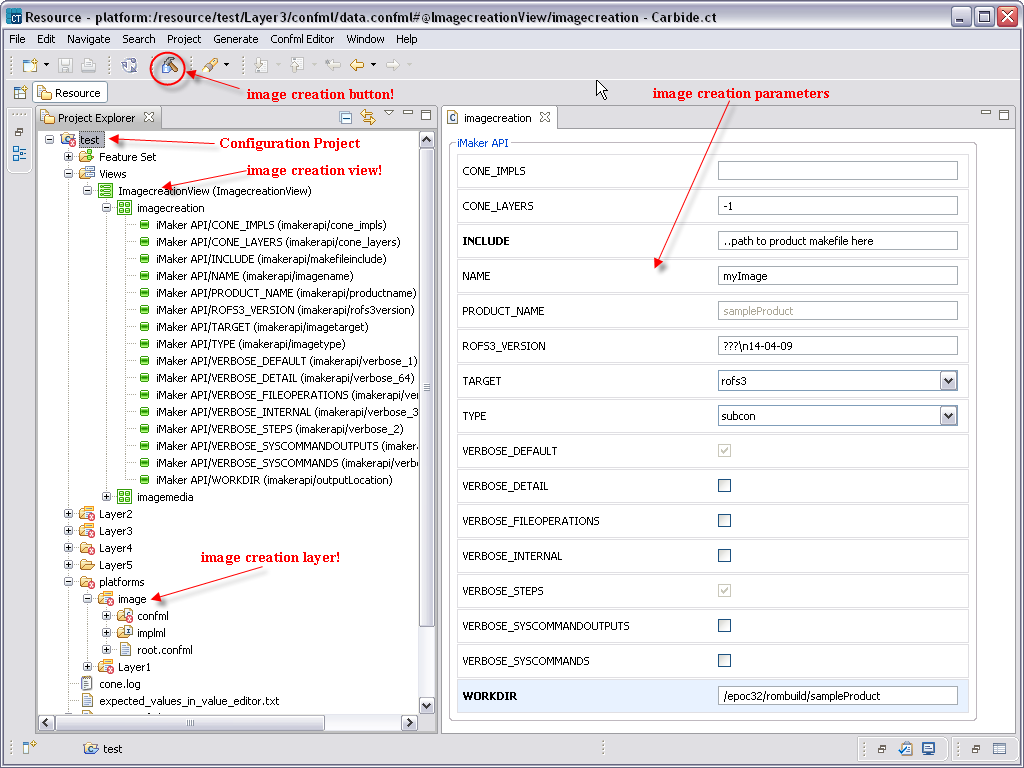 Resource - platform:/resource/test/Layer3/confml/data.confml#@ImagecreationView/imagecreation - Carbide.ct
File Edit Navigate Search Project Generate Confml Editor Window Help
image creation button!
Resource
Project Explorer
test
Configuration Project
Feature Set
Views
image creation view!
ImagecreationView (ImagecreationView)
imagecreation
iMaker API/CONE_IMPLS (imakerapi/cone_impls)
iMaker API/CONE_LAYERS (imakerapi/cone_layers)
iMaker API/INCLUDE (imakerapi/makefileinclude)
iMaker API/NAME (imakerapi/imagename)
iMaker API/PRODUCT_NAME (imakerapi/productname)
iMaker API/ROFS3_VERSION (imakerapi/rofs3version)
iMaker API/TARGET (imakerapi/imagetarget)
iMaker API/TYPE (imakerapi/imagetype)
iMaker API/VERBOSE_DEFAULT (imakerapi/verbose_1)
iMaker API/VERBOSE_DETAIL (imakerapi/verbose_64)
iMaker API/VERBOSE_FILEOPERATIONS (imakerapi/ve
iMaker API/VERBOSE_INTERNAL (imakerapi/verbose_3
iMaker API/VERBOSE_STEPS (imakerapi/verbose_2)
iMaker API/VERBOSE_SYSCOMMANDOUTPUTS (imaker
iMaker API/VERBOSE_SYSCOMMANDS (imakerapi/verb
iMaker API/WORKDIR (imakerapi/outputLocation)
imagemedia
Layer2
Layer3
Layer4
Layer5
image creation layer!
platforms
image
confml
implml
root.confml
Layer1
cone.log
expected_values_in_value_editor.txt
test
image creation parameters
imagecreation
iMaker API
CONE_IMPLS
CONE_LAYERS -1
INCLUDE ..path to product makefile here
NAME myImage
PRODUCT_NAME sampleProduct
ROFS3_VERSION ???\n14-04-09
TARGET rofs3
TYPE subcon
VERBOSE_DEFAULT
VERBOSE_DETAIL
VERBOSE_FILEOPERATIONS
VERBOSE_INTERNAL
VERBOSE_STEPS
VERBOSE_SYSCOMMANDOUTPUTS
VERBOSE_SYSCOMMANDS
WORKDIR /epoc32/rombuild/sampleProduct